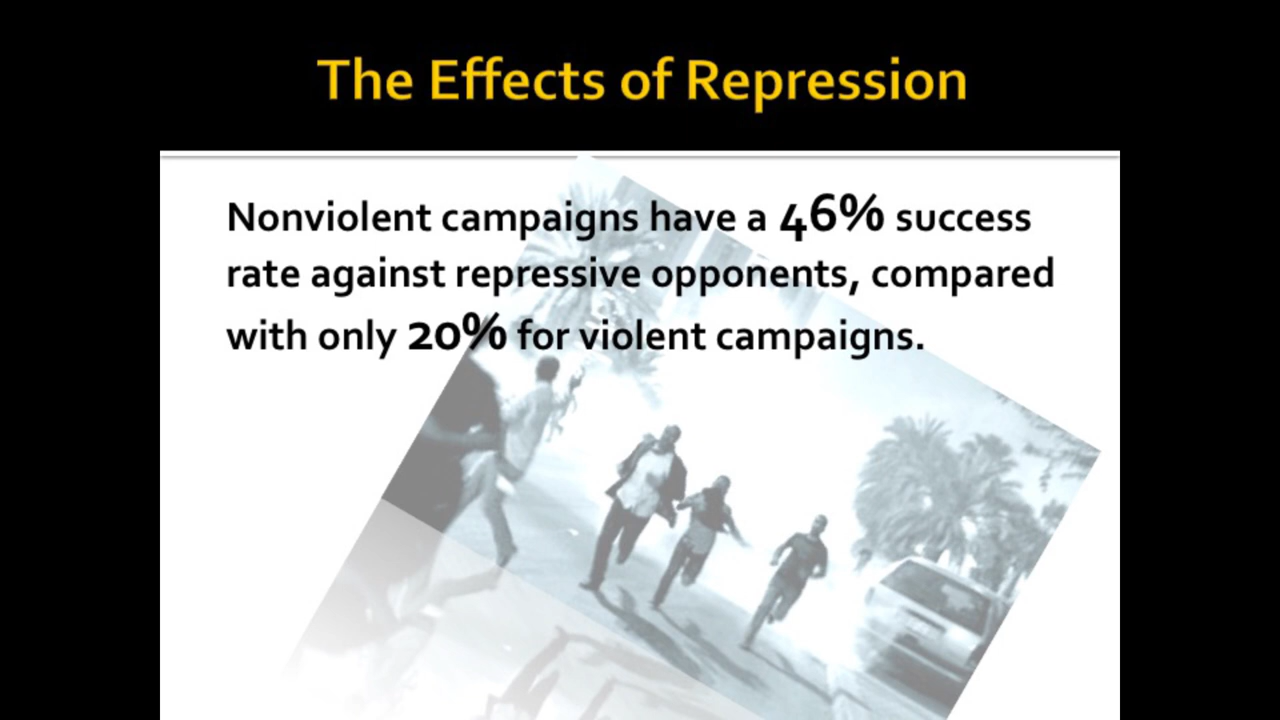 The Effects of Repression
Nonviolent campaigns have a 46% success
rate against repressive opponents, compared
with only 20% for violent campaigns.